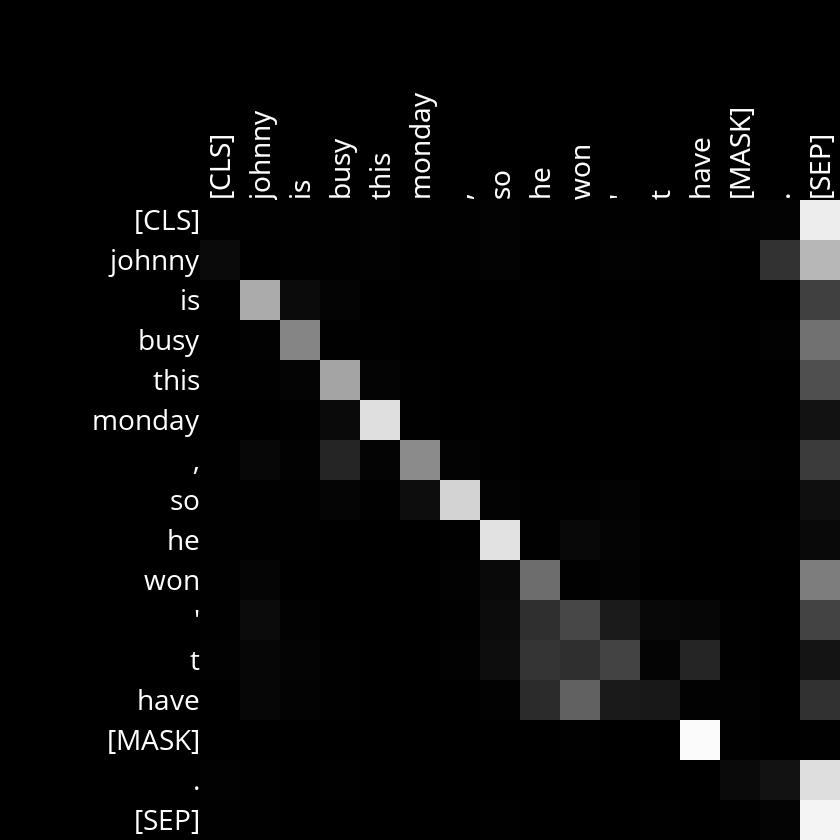 [CLS] johnny is busy this monday , so he won ' t have [MASK] . [SEP]
[CLS]
johnny
is
busy
this
monday
,
so
he
won
'
t
have
[MASK]
.
[SEP]